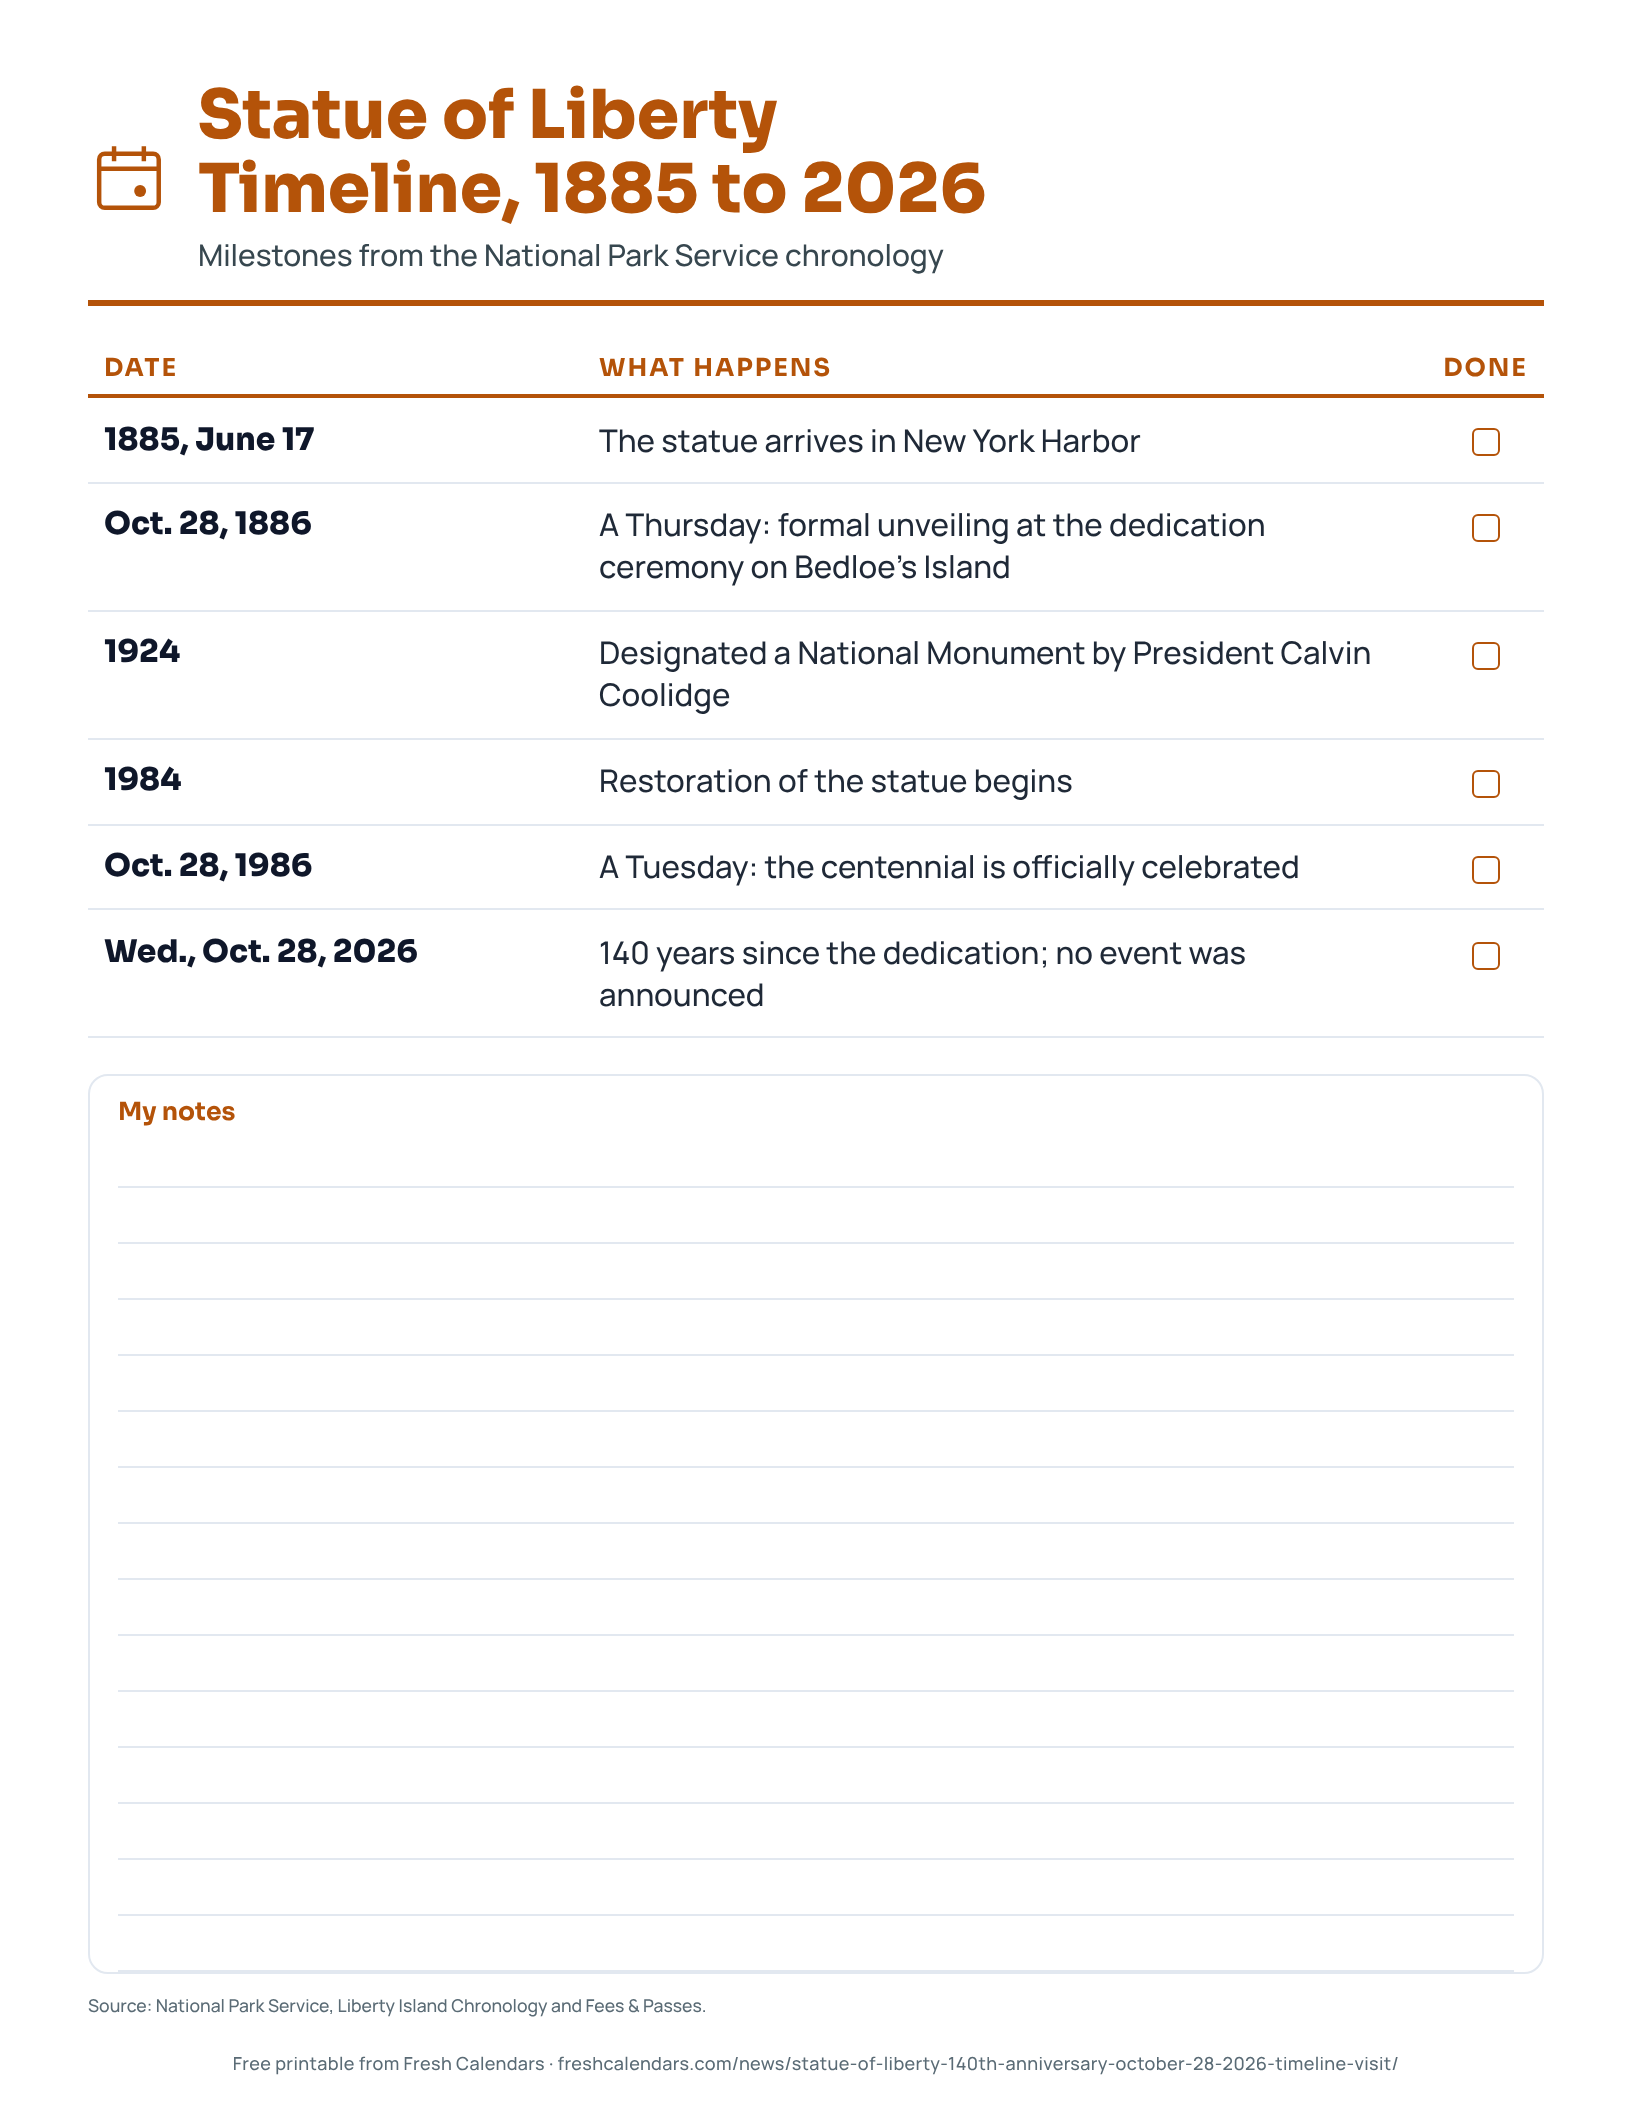 Statue of Liberty
Timeline, 1885 to 2026
Milestones from the National Park Service chronology
DATE WHAT HAPPENS DONE
1885, June 17 The statue arrives in New York Harbor
Oct. 28, 1886 A Thursday: formal unveiling at the dedication
ceremony on Bedloe’s Island
1924 Designated a National Monument by President Calvin
Coolidge
1984 Restoration of the statue begins
Oct. 28, 1986 A Tuesday: the centennial is officially celebrated
Wed., Oct. 28, 2026 140 years since the dedication; no event was
announced
My notes
Source: National Park Service, Liberty Island Chronology and Fees & Passes.
Free printable from Fresh Calendars · freshcalendars.com/news/statue-of-liberty-140th-anniversary-october-28-2026-timeline-visit/